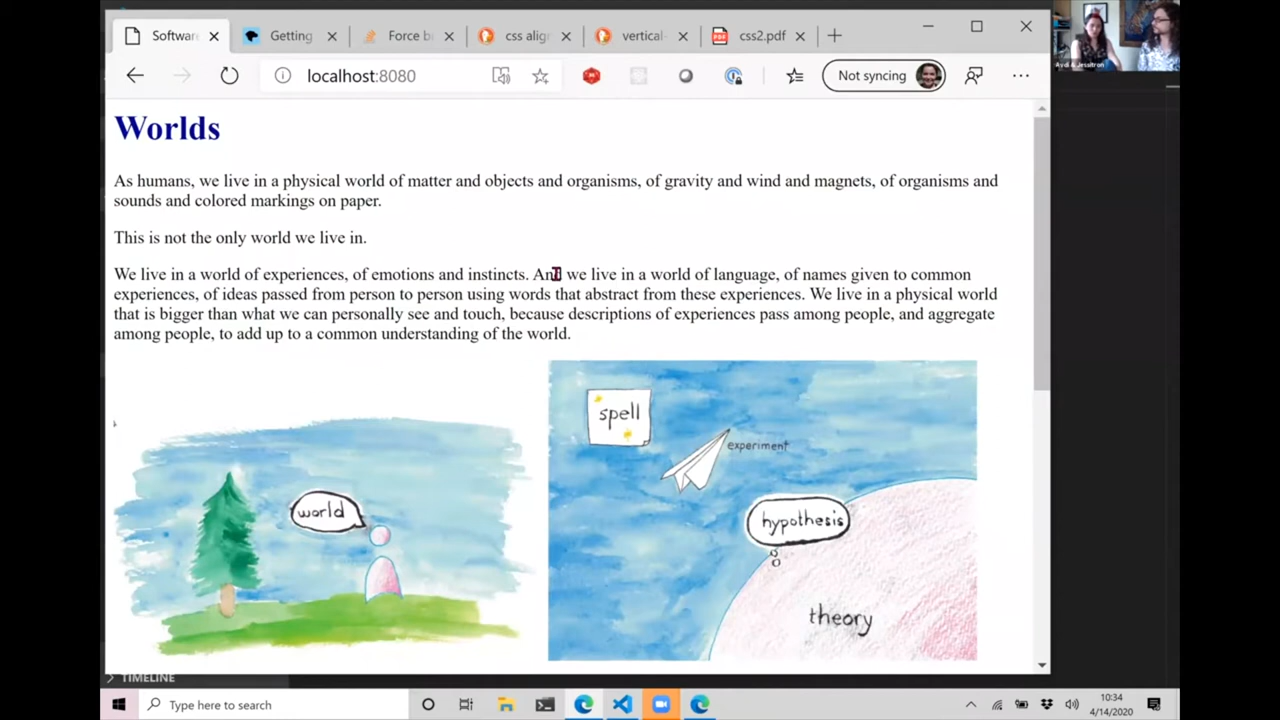 Softwar
Getting
Force b
css alig
vertical-
css2.pdf
localhost:8080
Not syncing
Aydi & Jessitron
Worlds
As humans, we live in a physical world of matter and objects and organisms, of gravity and wind and magnets, of organisms and
sounds and colored markings on paper.
This is not the only world we live in.
We live in a world of experiences, of emotions and instincts. And we live in a world of language, of names given to common
experiences, of ideas passed from person to person using words that abstract from these experiences. We live in a physical world
that is bigger than what we can personally see and touch, because descriptions of experiences pass among people, and aggregate
among people, to add up to a common understanding of the world.
world
spell
experiment
hypothesis
theory
TIMELINE
Type here to search
10:34
4/14/2020